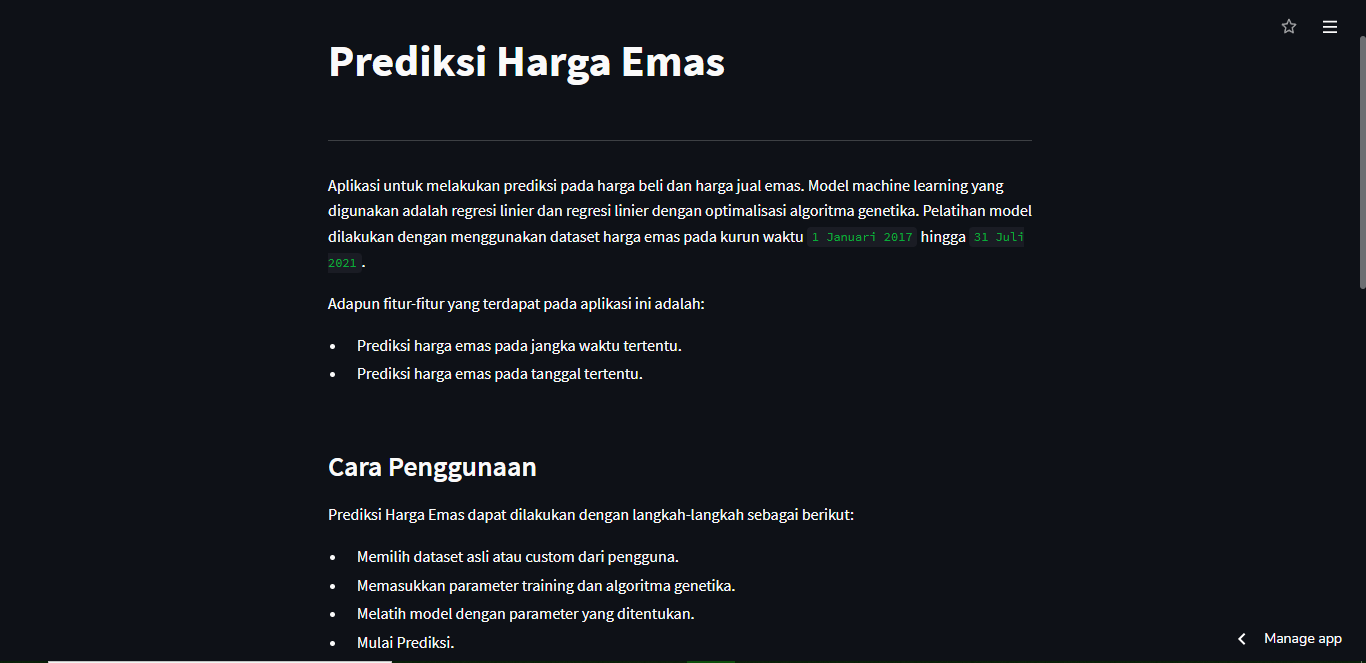 Prediksi Harga Emas
Aplikasi untuk melakukan prediksi pada harga beli dan harga jual emas. Model machine learning yang
digunakan adalah regresi linier dan regresi linier dengan optimalisasi algoritma genetika. Pelatihan model
dilakukan dengan menggunakan dataset harga emas pada kurun waktu 1 Januari 2017 hingga 31 Juli
2021.
Adapun fitur-fitur yang terdapat pada aplikasi ini adalah:
• Prediksi harga emas pada jangka waktu tertentu.
• Prediksi harga emas pada tanggal tertentu.
Cara Penggunaan
Prediksi Harga Emas dapat dilakukan dengan langkah-langkah sebagai berikut:
• Memilih dataset asli atau custom dari pengguna.
• Memasukkan parameter training dan algoritma genetika.
• Melatih model dengan parameter yang ditentukan.
• Mulai Prediksi.
Manage app